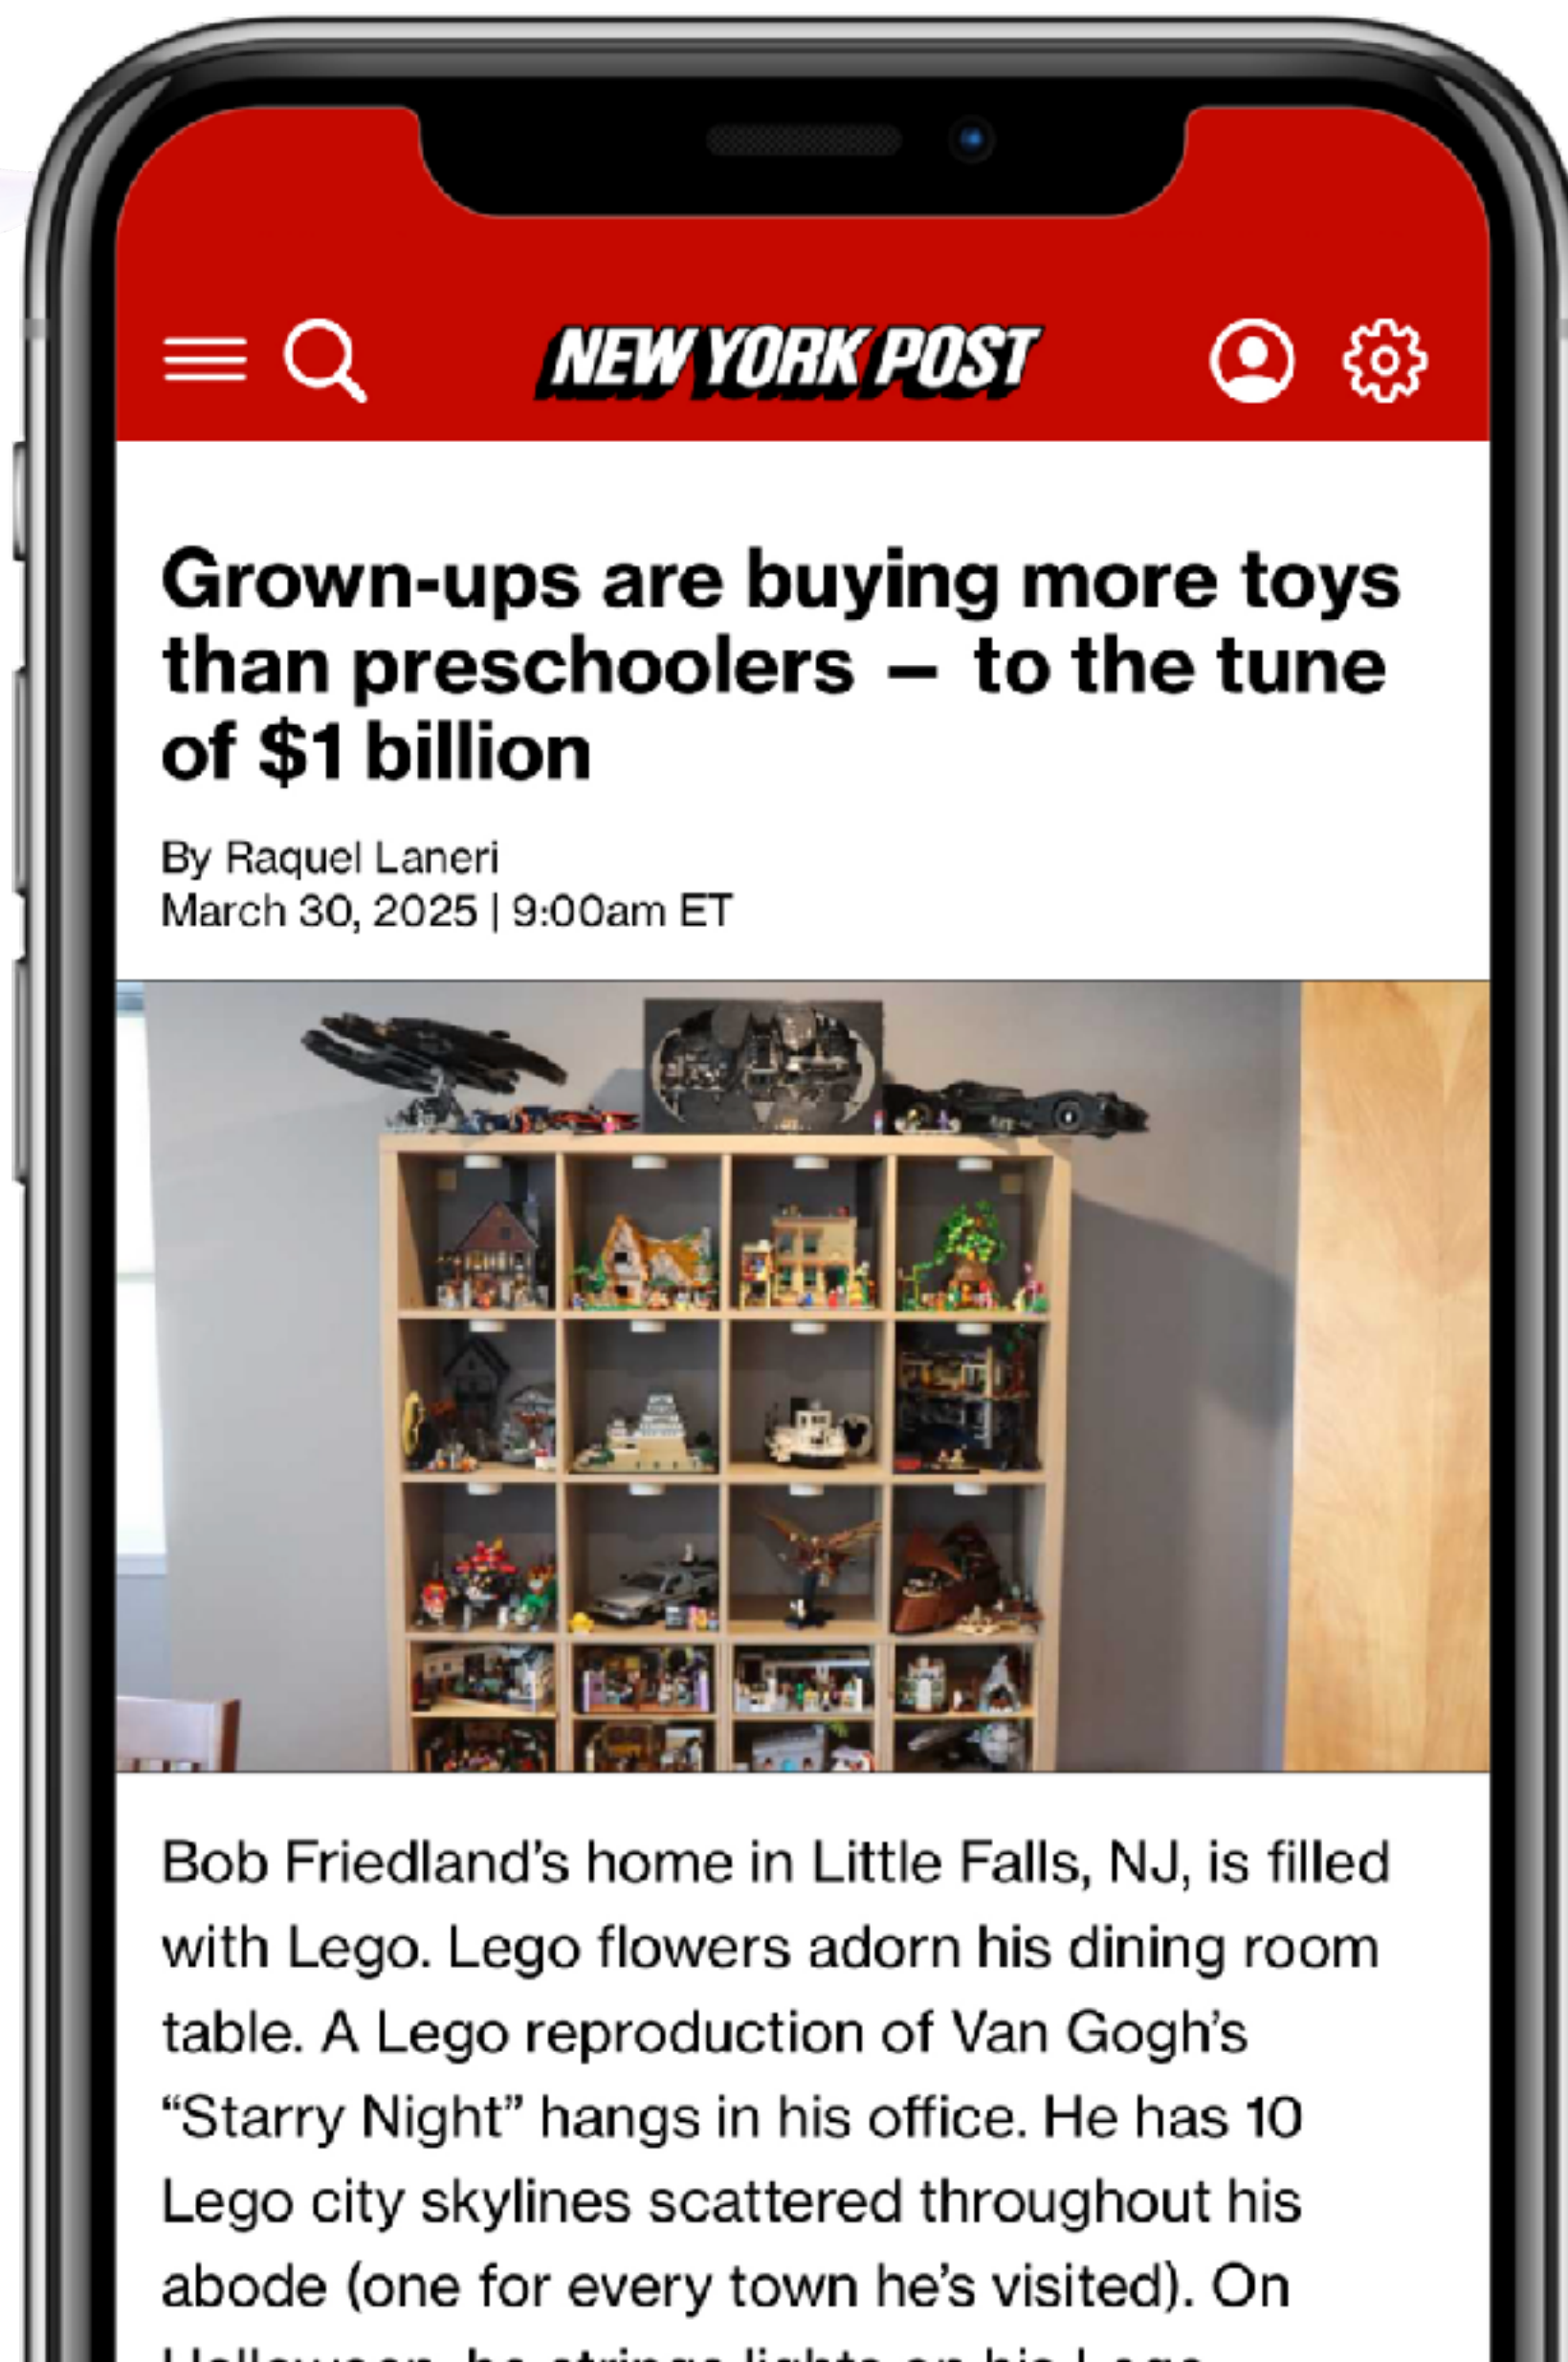 NEW YORK POST
Grown-ups are buying more toys
than preschoolers — to the tune
of $1 billion
By Raquel Laneri
March 30, 2025 | 9:00am ET
Bob Friedland’s home in Little Falls, NJ, is filled
with Lego. Lego flowers adorn his dining room
table. A Lego reproduction of Van Gogh’s
“Starry Night” hangs in his office. He has 10
Lego city skylines scattered throughout his
abode (one for every town he’s visited). On